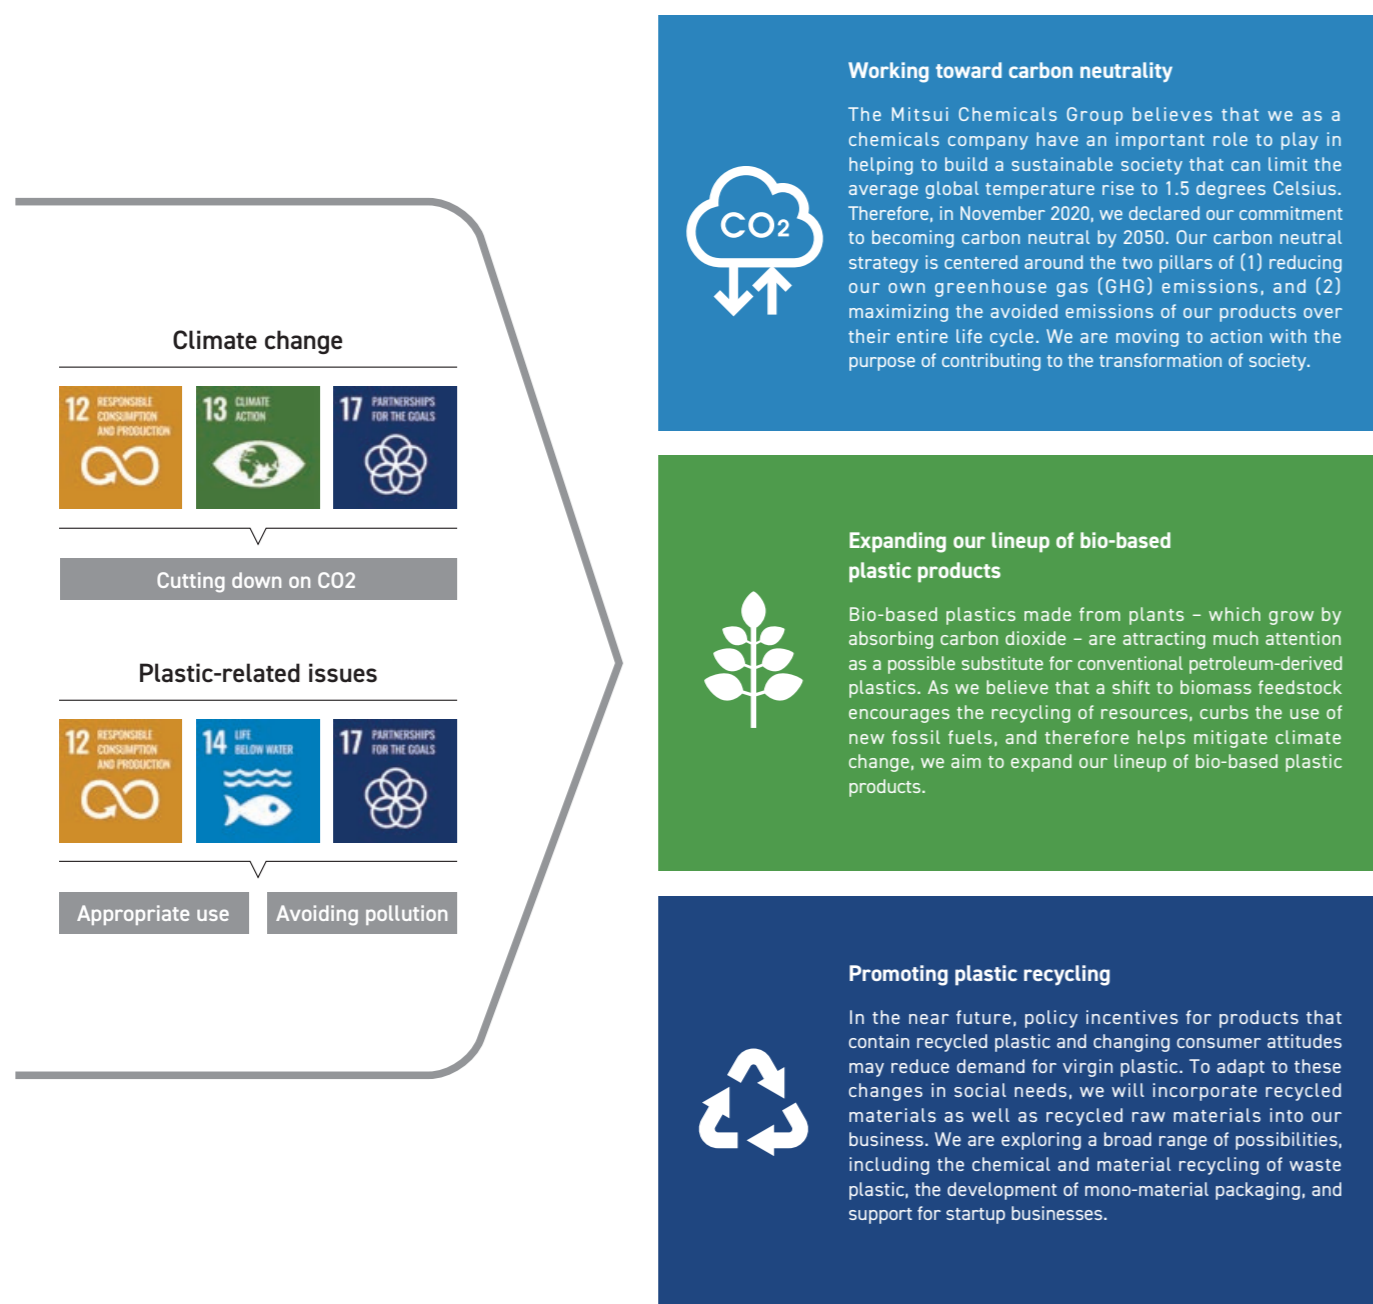 Climate change
12 RESPONSIBLE
CONSUMPTION
AND PRODUCTION
13 CLIMATE
ACTION
17 PARTNERSHIPS
FOR THE GOALS
Cutting down on CO2
Plastic-related issues
12 RESPONSIBLE
CONSUMPTION
AND PRODUCTION
14 LIFE
BELOW WATER
17 PARTNERSHIPS
FOR THE GOALS
Appropriate use
Avoiding pollution
CO2
Working toward carbon neutrality
The Mitsui Chemicals Group believes that we as a
chemicals company have an important role to play in
helping to build a sustainable society that can limit the
average global temperature rise to 1.5 degrees Celsius.
Therefore, in November 2020, we declared our commitment
to becoming carbon neutral by 2050. Our carbon neutral
strategy is centered around the two pillars of (1) reducing
our own greenhouse gas (GHG) emissions, and (2)
maximizing the avoided emissions of our products over
their entire life cycle. We are moving to action with the
purpose of contributing to the transformation of society.
Expanding our lineup of bio-based
plastic products
Bio-based plastics made from plants – which grow by
absorbing carbon dioxide – are attracting much attention
as a possible substitute for conventional petroleum-derived
plastics. As we believe that a shift to biomass feedstock
encourages the recycling of resources, curbs the use of
new fossil fuels, and therefore helps mitigate climate
change, we aim to expand our lineup of bio-based plastic
products.
Promoting plastic recycling
In the near future, policy incentives for products that
contain recycled plastic and changing consumer attitudes
may reduce demand for virgin plastic. To adapt to these
changes in social needs, we will incorporate recycled
materials as well as recycled raw materials into our
business. We are exploring a broad range of possibilities,
including the chemical and material recycling of waste
plastic, the development of mono-material packaging, and
support for startup businesses.